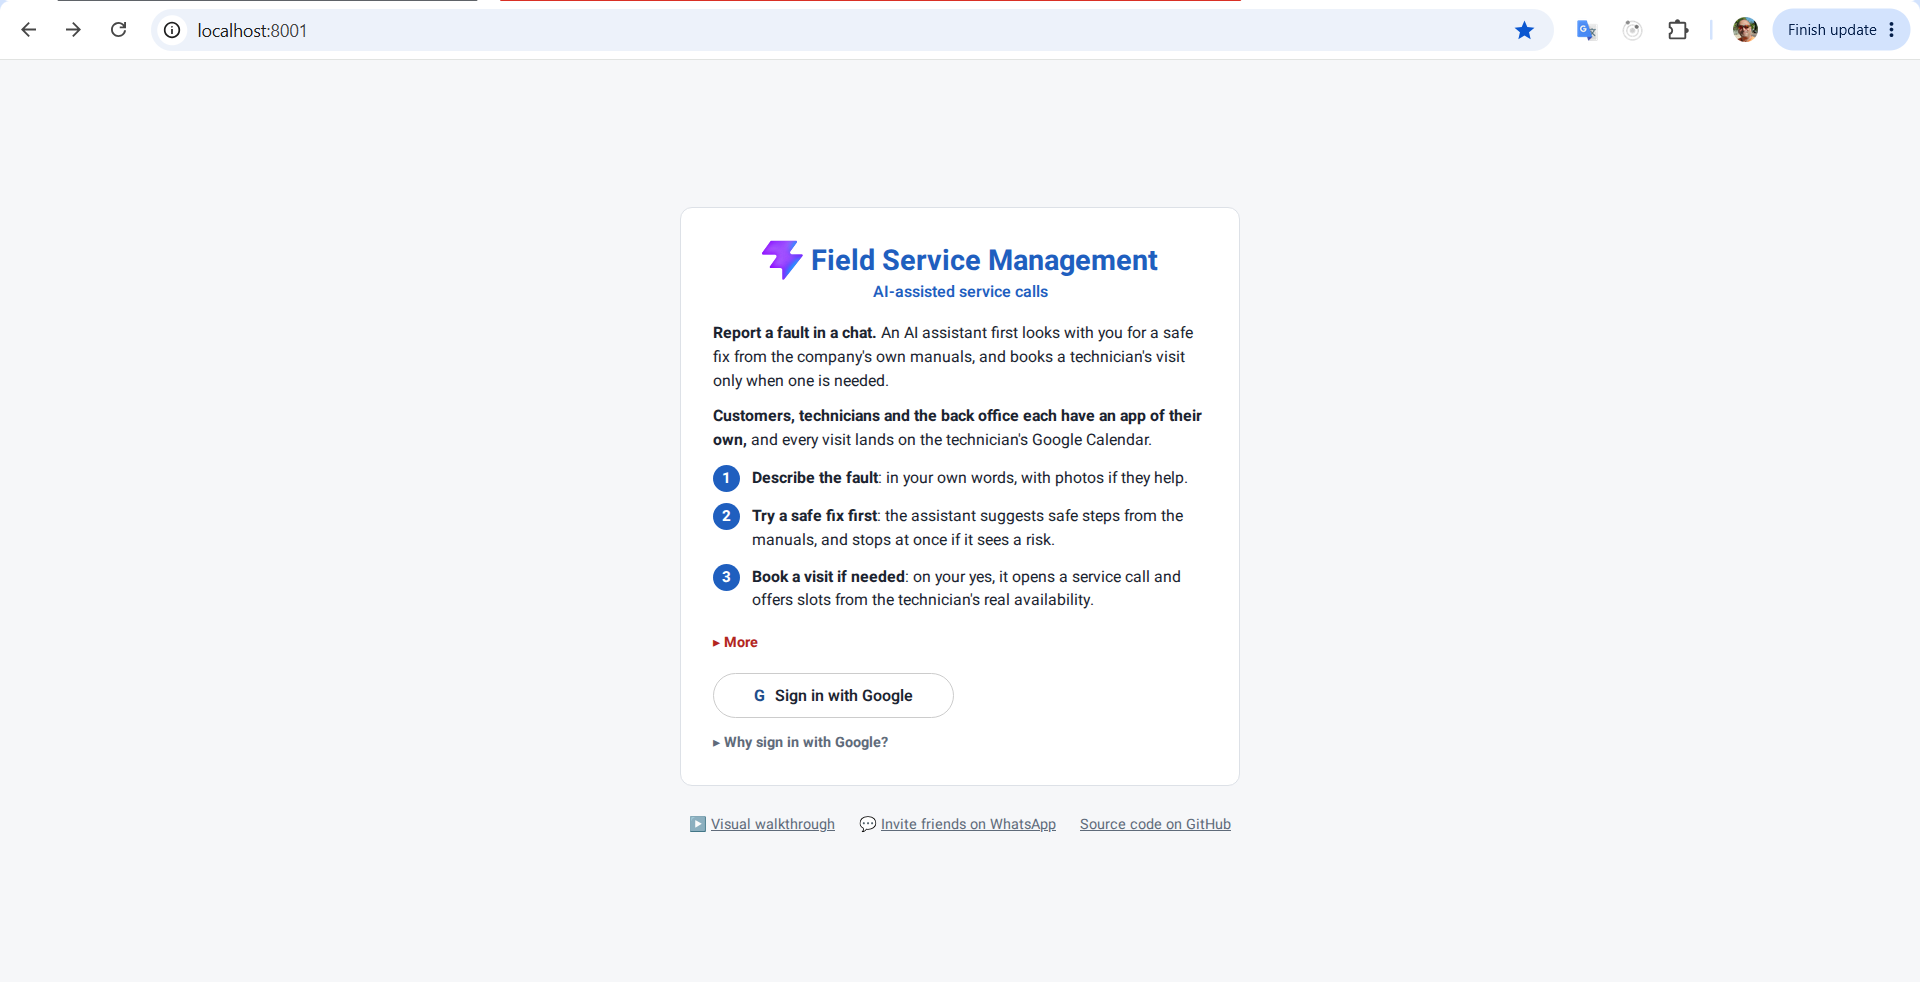 localhost:8001
Finish update
Field Service Management
AI-assisted service calls
Report a fault in a chat. An AI assistant first looks with you for a safe
fix from the company's own manuals, and books a technician's visit
only when one is needed.
Customers, technicians and the back office each have an app of their
own, and every visit lands on the technician's Google Calendar.
1 Describe the fault: in your own words, with photos if they help.
2 Try a safe fix first: the assistant suggests safe steps from the
manuals, and stops at once if it sees a risk.
3 Book a visit if needed: on your yes, it opens a service call and
offers slots from the technician's real availability.
▸ More
G Sign in with Google
▸ Why sign in with Google?
Visual walkthrough Invite friends on WhatsApp Source code on GitHub